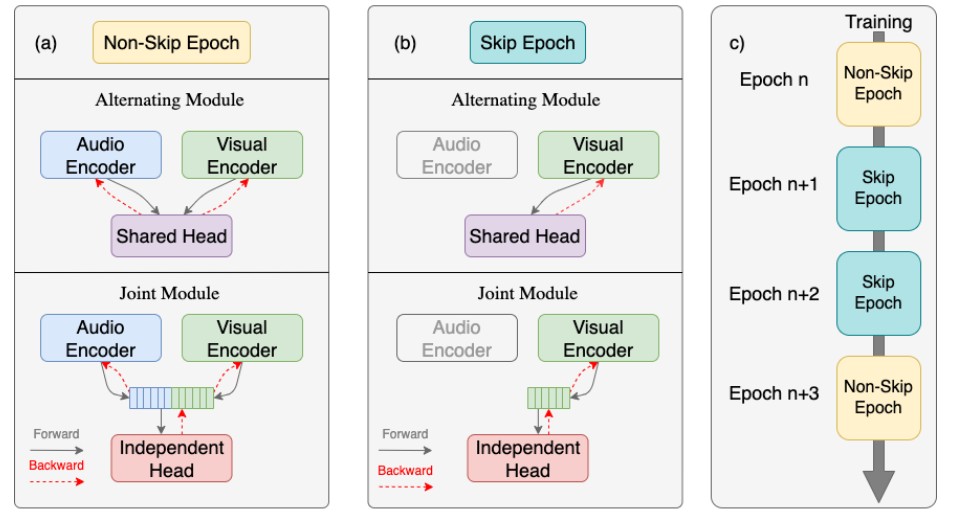 (a)
Non-Skip Epoch
Alternating Module
Audio
Encoder
Visual
Encoder
Shared Head
Joint Module
Audio
Encoder
Visual
Encoder
Forward
Backward
Independent
Head
(b)
Skip Epoch
Alternating Module
Audio
Encoder
Visual
Encoder
Shared Head
Joint Module
Audio
Encoder
Visual
Encoder
Forward
Backward
Independent
Head
c)
Training
Epoch n
Non-Skip
Epoch
Epoch n+1
Skip
Epoch
Epoch n+2
Skip
Epoch
Epoch n+3
Non-Skip
Epoch